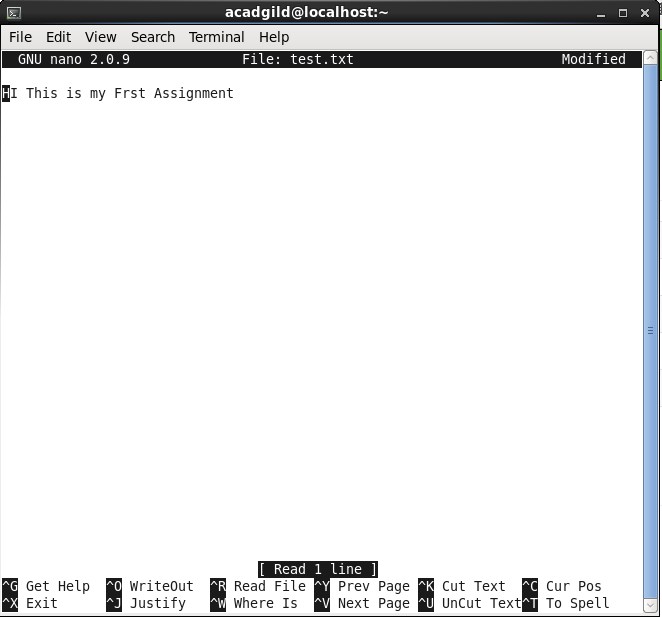 acadgild@localhost:~
File Edit View Search Terminal Help
GNU nano 2.0.9 File: test.txt Modified
HI This is my Frst Assignment
[ Read 1 line ]
^G Get Help ^O WriteOut ^R Read File ^Y Prev Page ^K Cut Text ^C Cur Pos
^X Exit ^J Justify ^W Where Is ^V Next Page ^U UnCut Text ^T To Spell